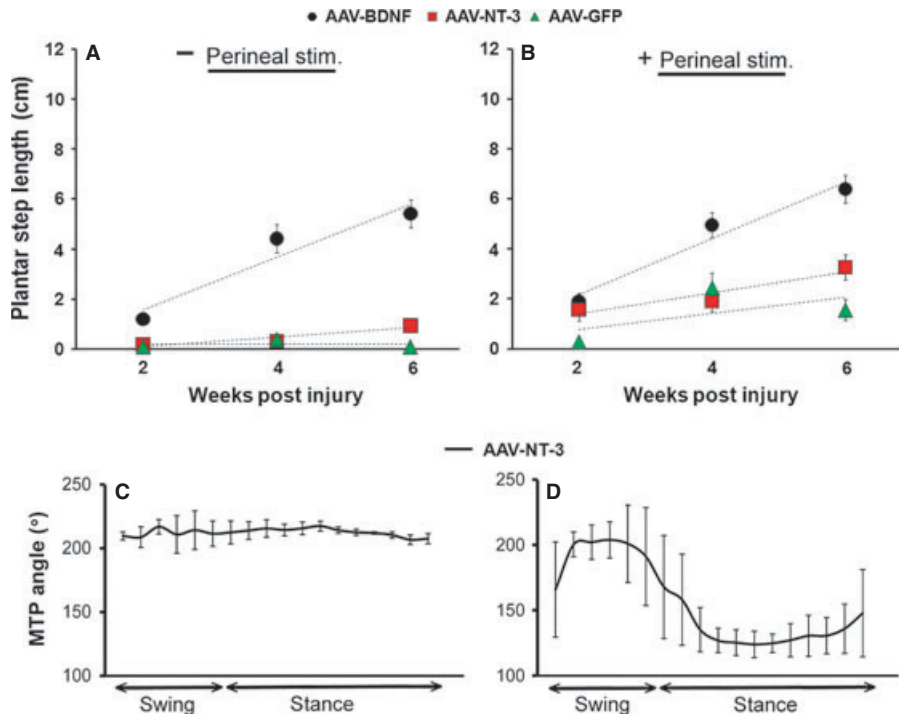 AAV-BDNF AAV-NT-3 AAV-GFP
A
– Perineal stim.
Plantar step length (cm)
12
10
8
6
4
2
0
2 4 6
Weeks post injury
B
+ Perineal stim.
12
10
8
6
4
2
0
2 4 6
Weeks post injury
AAV-NT-3
C
MTP angle (°)
250
200
150
100
Swing Stance
D
250
200
150
100
Swing Stance